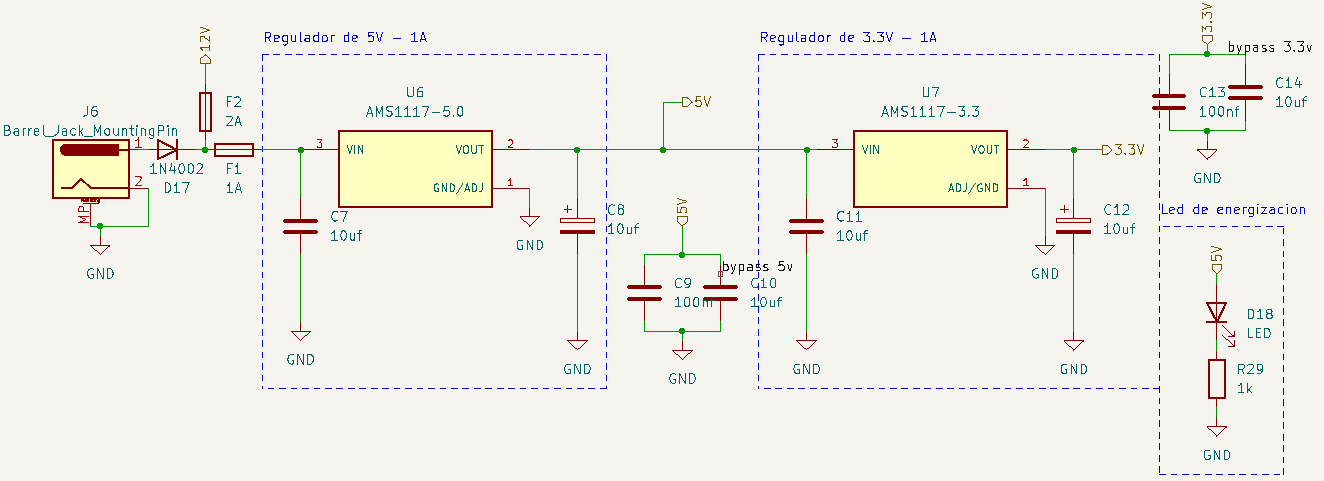 Regulador de 5V - 1A
Regulador de 3.3V - 1A
12V
3.3V
bypass 3.3v
J6
Barrel_Jack_MountingPin
1
2
MP
GND
1N4002
D17
F2
2A
F1
1A
U6
AMS1117-5.0
3
VIN
VOUT
2
GND/ADJ
1
GND
C7
10uf
GND
C8
10uf
GND
5V
5V
bypass 5v
C9
100nf
C10
10uf
GND
U7
AMS1117-3.3
3
VIN
VOUT
2
ADJ/GND
1
GND
C11
10uf
GND
3.3V
C12
10uf
GND
C13
100nf
C14
10uf
GND
Led de energizacion
5V
D18
LED
R29
1k
GND